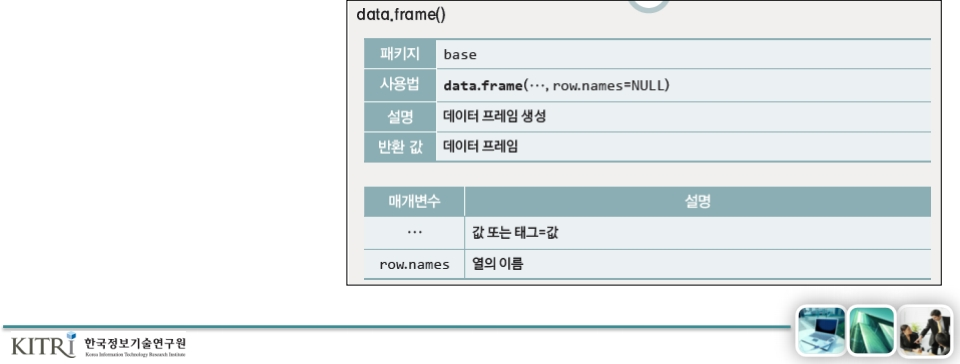 data.frame()
패키지 base
사용법 data.frame(⋯, row.names=NULL)
설명 데이터 프레임 생성
반환 값 데이터 프레임
매개변수 설명
⋯ 값 또는 태그=값
row.names 열의 이름
KITRI 한국정보기술연구원
Korea Information Technology Research Institute